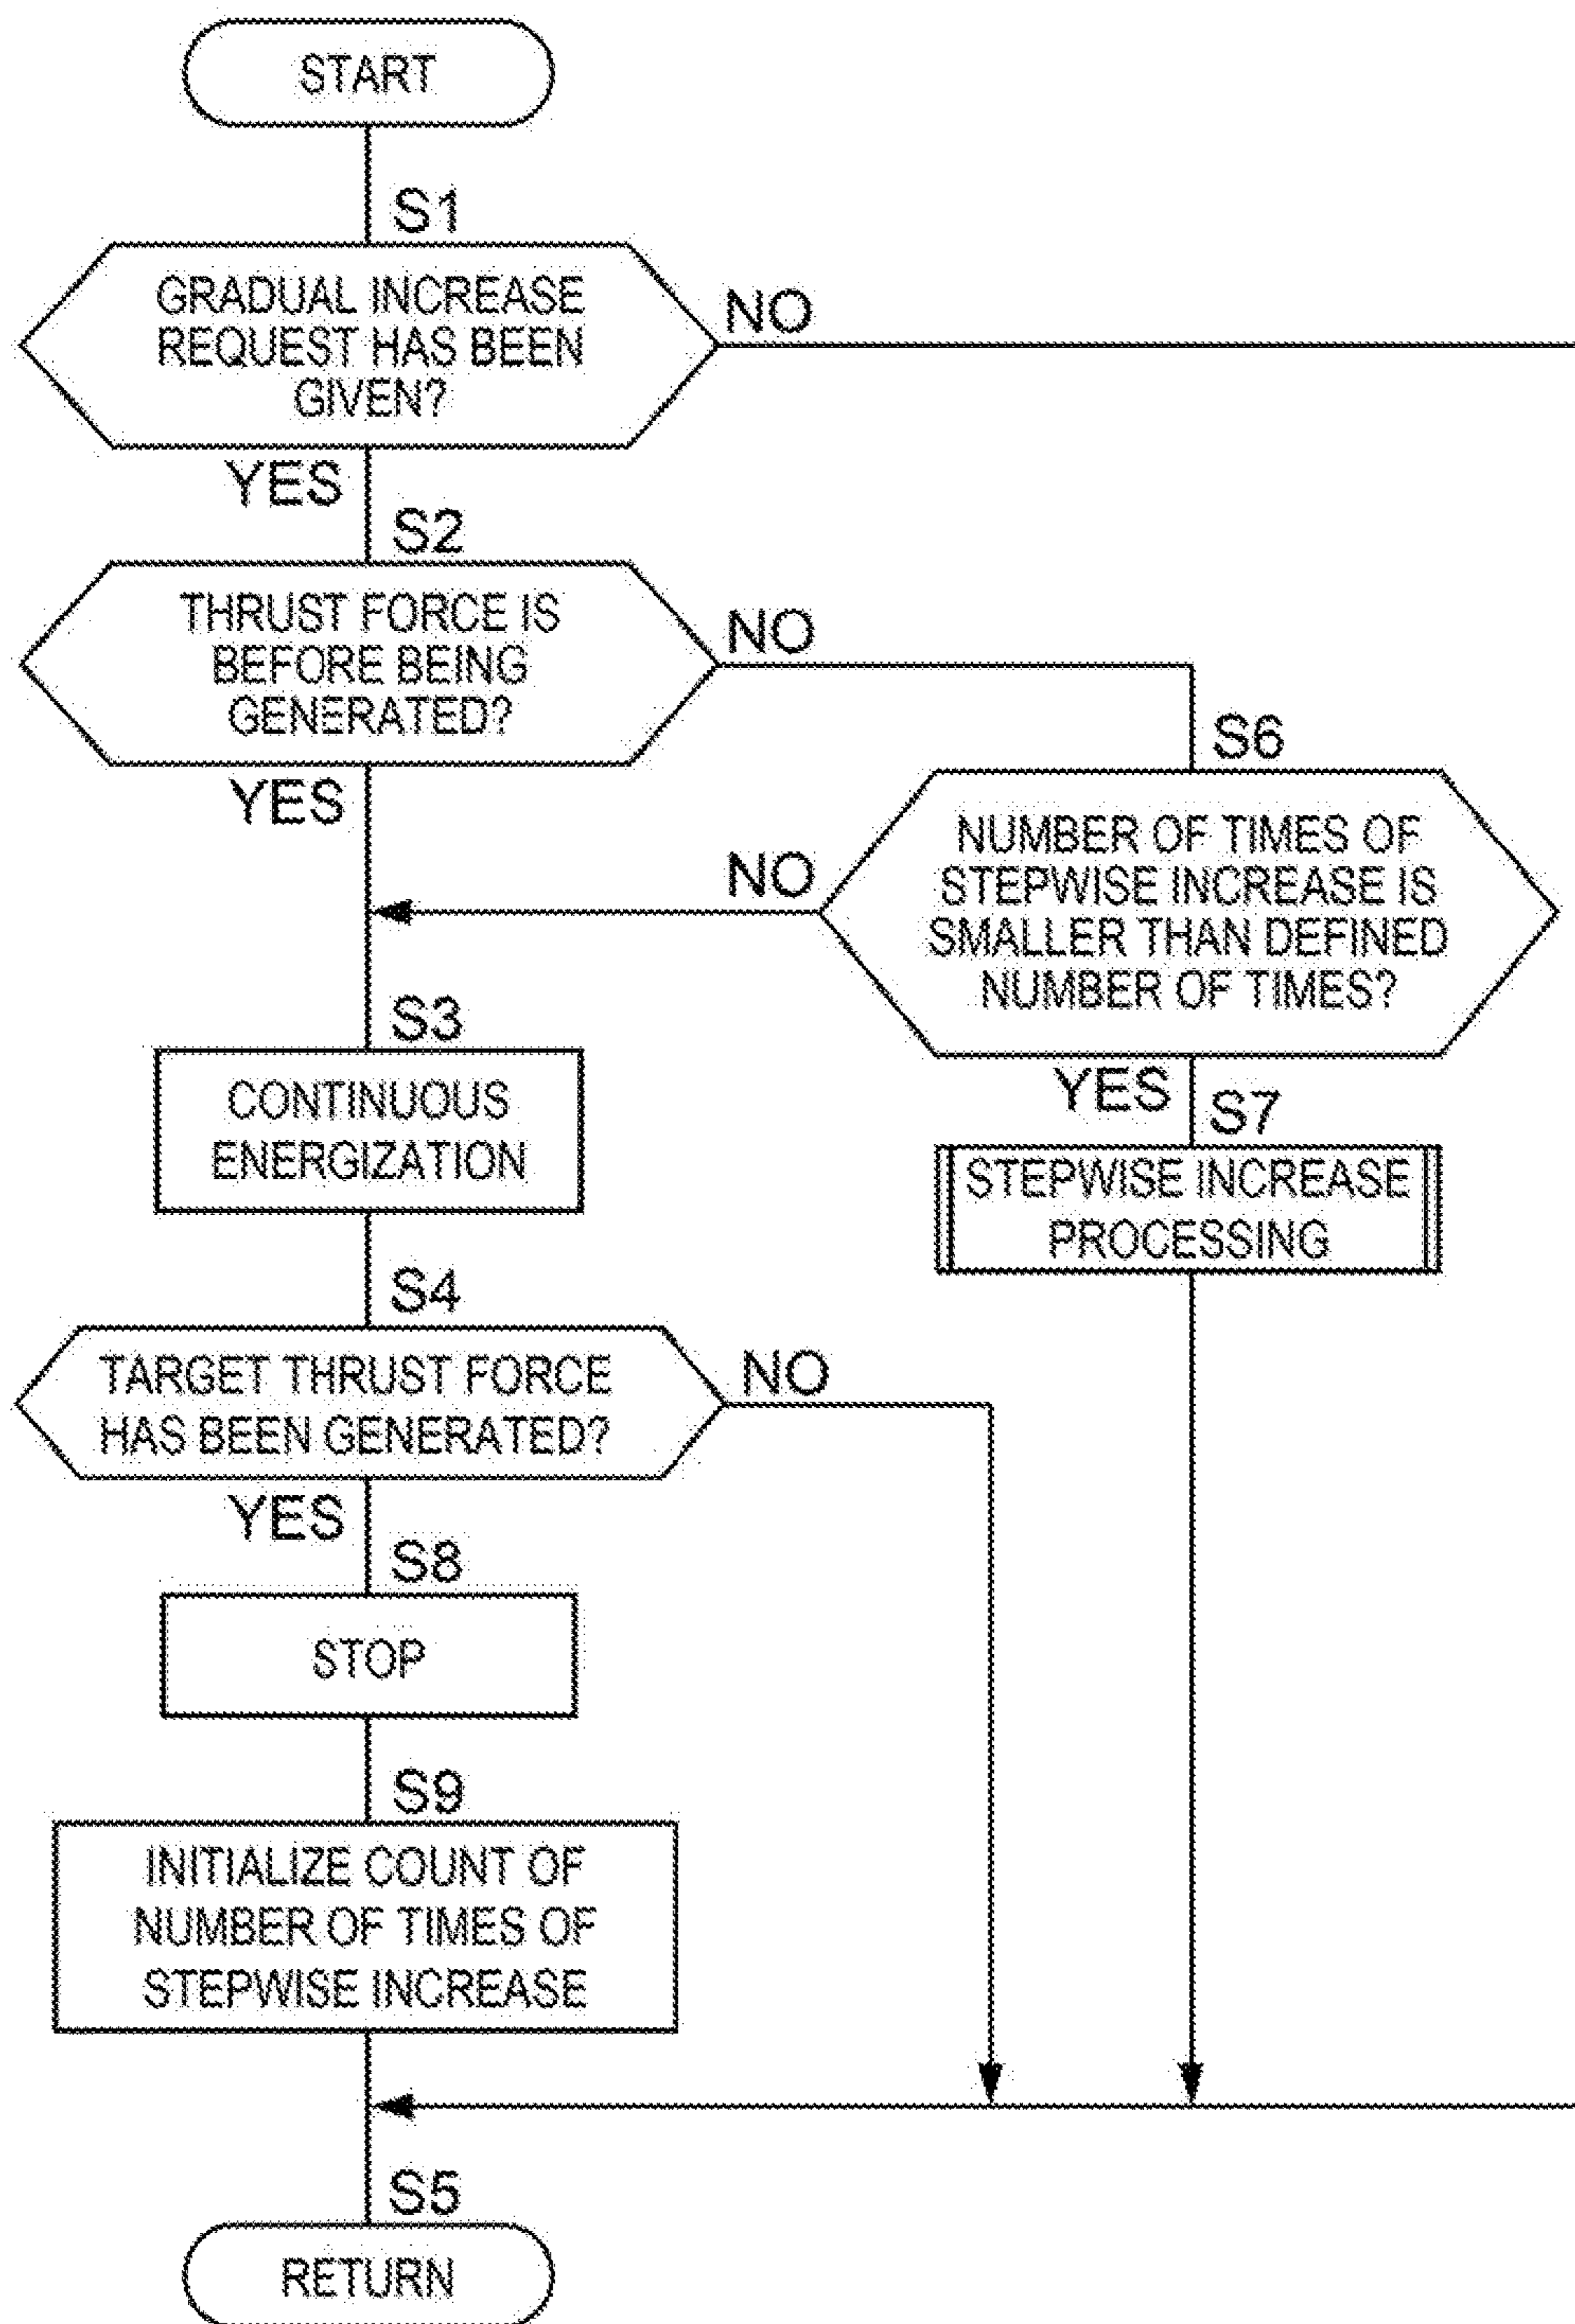 START
S1
GRADUAL INCREASE
REQUEST HAS BEEN
GIVEN?
NO
YES
S2
THRUST FORCE IS
BEFORE BEING
GENERATED?
NO
YES
S6
NUMBER OF TIMES OF
STEPWISE INCREASE IS
SMALLER THAN DEFINED
NUMBER OF TIMES?
NO
YES
S3
CONTINUOUS
ENERGIZATION
S7
STEPWISE INCREASE
PROCESSING
S4
TARGET THRUST FORCE
HAS BEEN GENERATED?
NO
YES
S8
STOP
S9
INITIALIZE COUNT OF
NUMBER OF TIMES OF
STEPWISE INCREASE
S5
RETURN